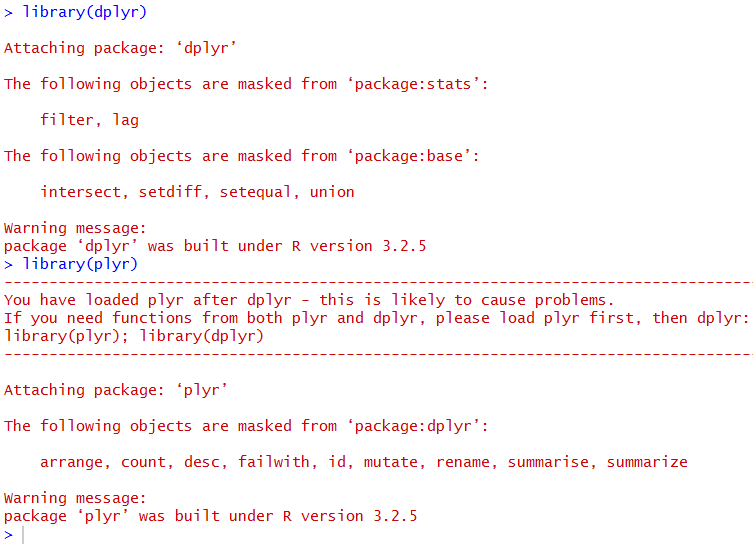 > library(dplyr)
Attaching package: ‘dplyr’
The following objects are masked from ‘package:stats’:
filter, lag
The following objects are masked from ‘package:base’:
intersect, setdiff, setequal, union
Warning message:
package ‘dplyr’ was built under R version 3.2.5
> library(plyr)
-----------------------------------------------------------------------------------
You have loaded plyr after dplyr - this is likely to cause problems.
If you need functions from both plyr and dplyr, please load plyr first, then dplyr:
library(plyr); library(dplyr)
-----------------------------------------------------------------------------------
Attaching package: ‘plyr’
The following objects are masked from ‘package:dplyr’:
arrange, count, desc, failwith, id, mutate, rename, summarise, summarize
Warning message:
package ‘plyr’ was built under R version 3.2.5
>